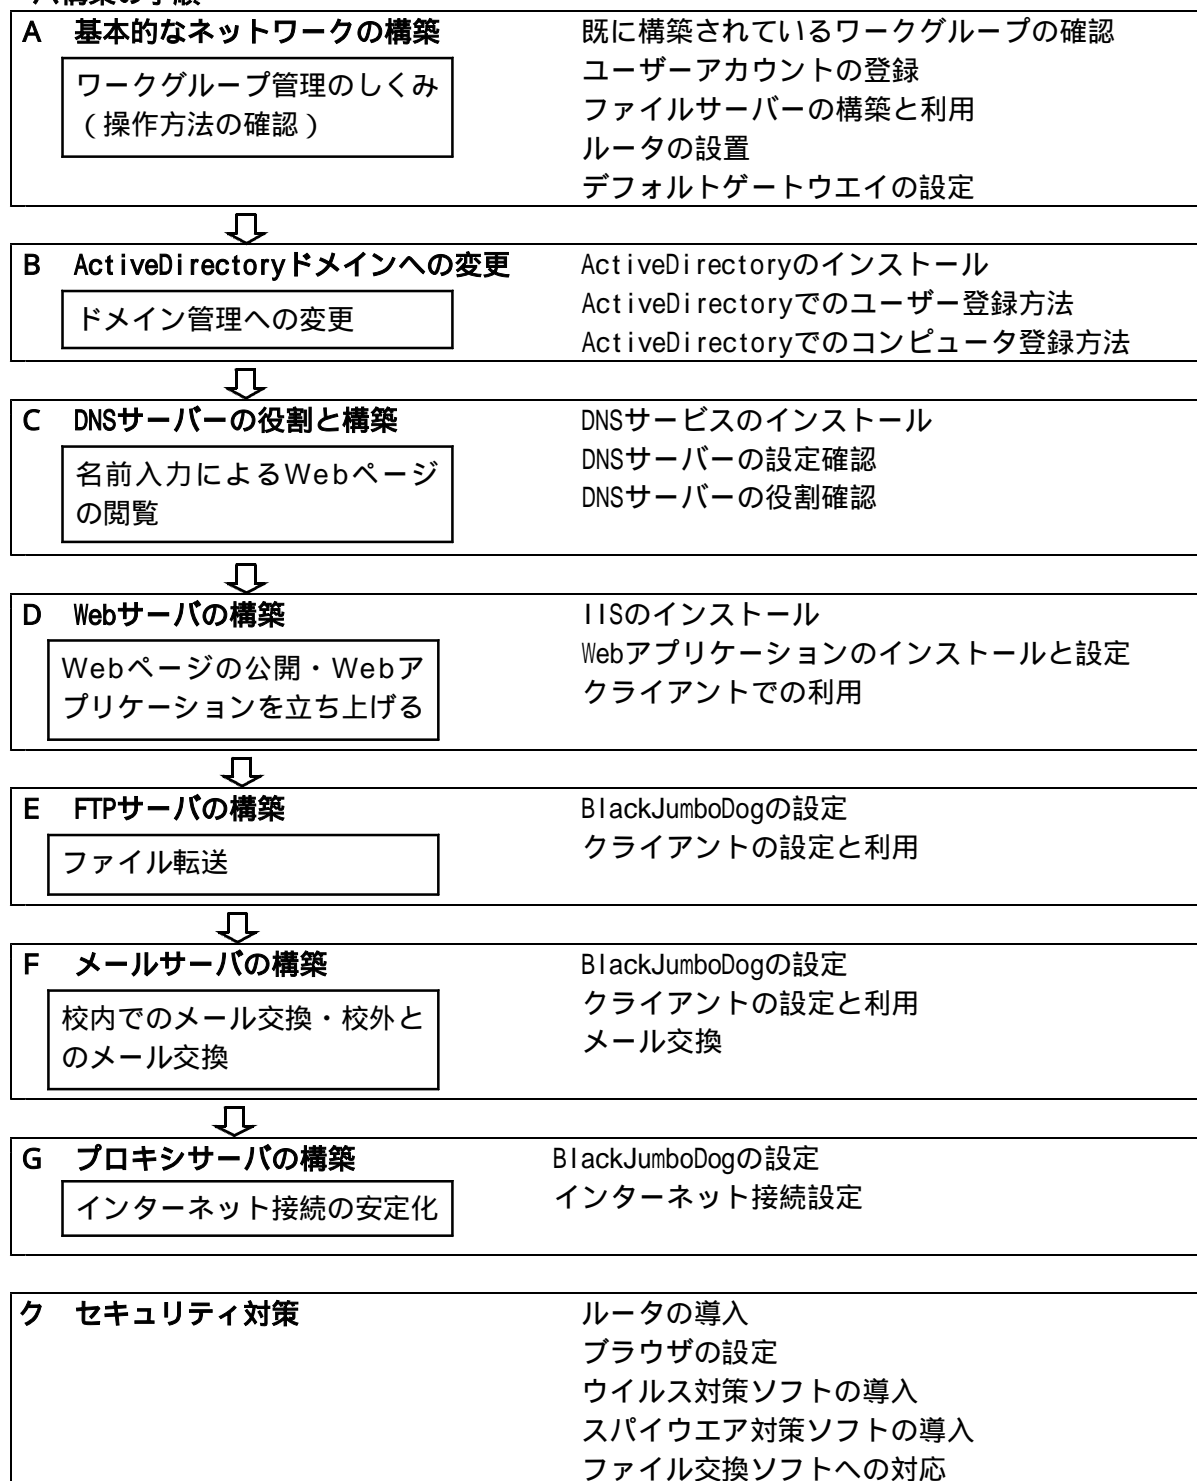 バ構築の手順
A 基本的なネットワークの構築
ワークグループ管理のしくみ
（操作方法の確認）
既に構築されているワークグループの確認
ユーザーアカウントの登録
ファイルサーバーの構築と利用
ルータの設置
デフォルトゲートウエイの設定
B ActiveDirectoryドメインへの変更
ドメイン管理への変更
ActiveDirectoryのインストール
ActiveDirectoryでのユーザー登録方法
ActiveDirectoryでのコンピュータ登録方法
C DNSサーバーの役割と構築
名前入力によるWebページ
の閲覧
DNSサービスのインストール
DNSサーバーの設定確認
DNSサーバーの役割確認
D Webサーバの構築
Webページの公開・Webア
プリケーションを立ち上げる
IISのインストール
Webアプリケーションのインストールと設定
クライアントでの利用
E FTPサーバの構築
ファイル転送
BlackJumboDogの設定
クライアントの設定と利用
F メールサーバの構築
校内でのメール交換・校外と
のメール交換
BlackJumboDogの設定
クライアントの設定と利用
メール交換
G プロキシサーバの構築
インターネット接続の安定化
BlackJumboDogの設定
インターネット接続設定
ク セキュリティ対策
ルータの導入
ブラウザの設定
ウイルス対策ソフトの導入
スパイウエア対策ソフトの導入
ファイル交換ソフトへの対応